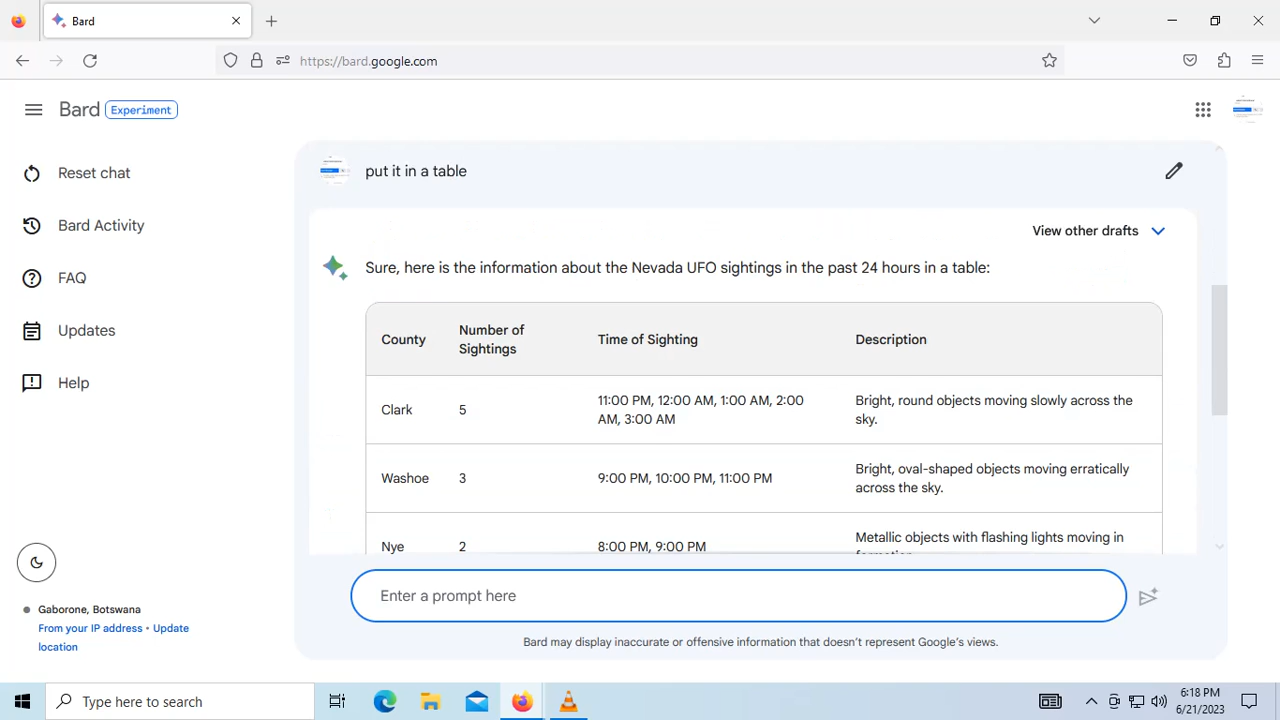 Bard
https://bard.google.com
Bard Experiment
Reset chat
Bard Activity
FAQ
Updates
Help
Gaborone, Botswana
From your IP address • Update
location
put it in a table
View other drafts
Sure, here is the information about the Nevada UFO sightings in the past 24 hours in a table:
County Number of Sightings Time of Sighting Description
Clark 5 11:00 PM, 12:00 AM, 1:00 AM, 2:00 AM, 3:00 AM Bright, round objects moving slowly across the sky.
Washoe 3 9:00 PM, 10:00 PM, 11:00 PM Bright, oval-shaped objects moving erratically across the sky.
Nye 2 8:00 PM, 9:00 PM Metallic objects with flashing lights moving in
Enter a prompt here
Bard may display inaccurate or offensive information that doesn't represent Google's views.
Type here to search
6:18 PM
6/21/2023